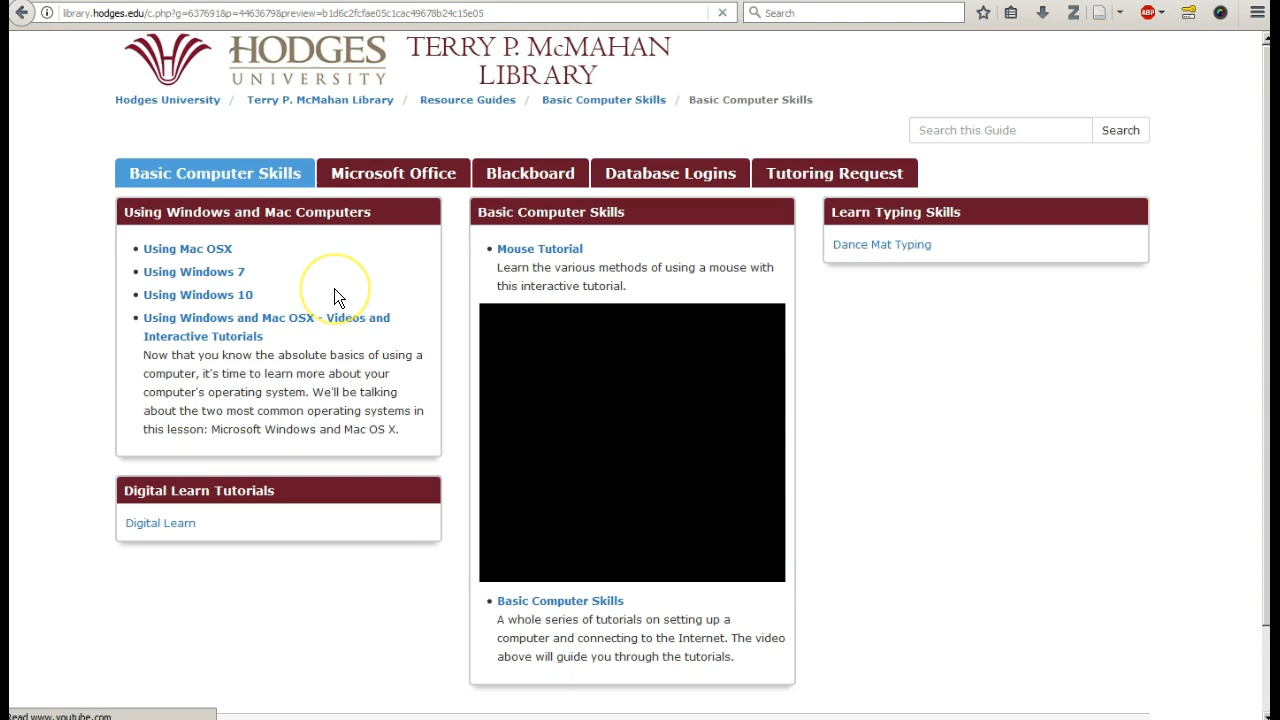 library.hodges.edu/c.php?g=637691&p=4463679&preview=b1d6c2fcfae05c1cac49678b24c15e05
Search
ABP
HODGES
UNIVERSITY
TERRY P. McMAHAN
LIBRARY
Hodges University / Terry P. McMahan Library / Resource Guides / Basic Computer Skills / Basic Computer Skills
Search this Guide Search
Basic Computer Skills Microsoft Office Blackboard Database Logins Tutoring Request
Using Windows and Mac Computers
• Using Mac OSX
• Using Windows 7
• Using Windows 10
• Using Windows and Mac OSX - Videos and
Interactive Tutorials
Now that you know the absolute basics of using a
computer, it's time to learn more about your
computer's operating system. We'll be talking
about the two most common operating systems in
this lesson: Microsoft Windows and Mac OS X.
Digital Learn Tutorials
Digital Learn
Basic Computer Skills
• Mouse Tutorial
Learn the various methods of using a mouse with
this interactive tutorial.
• Basic Computer Skills
A whole series of tutorials on setting up a
computer and connecting to the Internet. The video
above will guide you through the tutorials.
Learn Typing Skills
Dance Mat Typing
Read www.youtube.com